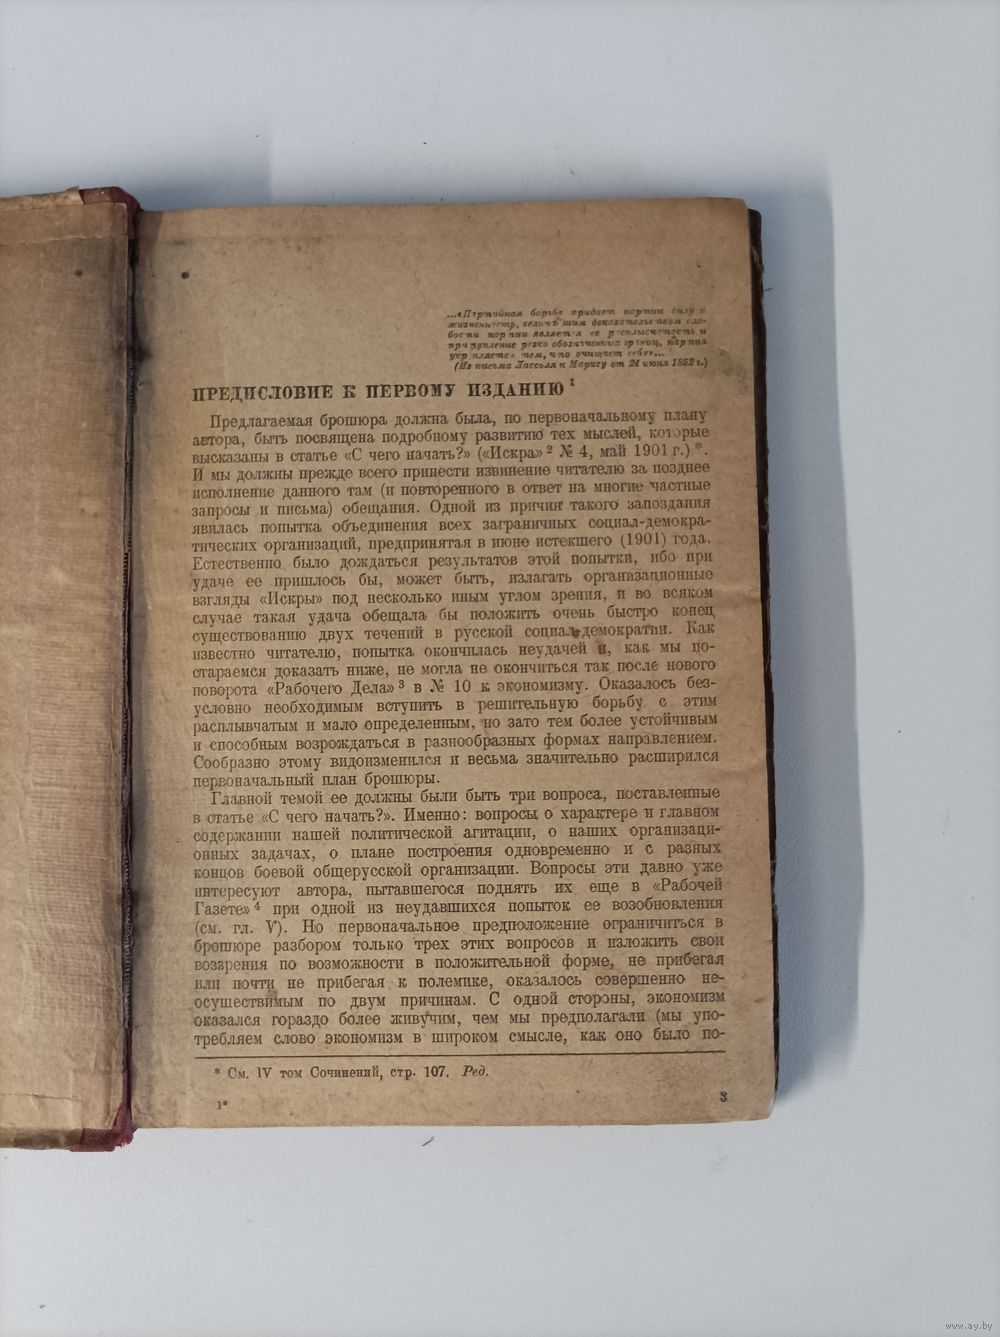 ...«Партийная борьба придает партии силу и
жизненность, величайшим доказательством сла-
бости партии является ее расплывчатость и
притупление резко обозначенных границ, партия
укрепляется тем, что очищает себя»...
(Из письма Лассаля к Марксу от 24 июня 1852 г.)
ПРЕДИСЛОВИЕ К ПЕРВОМУ ИЗДАНИЮ 1
Предлагаемая брошюра должна была, по первоначальному плану
автора, быть посвящена подробному развитию тех мыслей, которые
высказаны в статье «С чего начать?» («Искра» 2 № 4, май 1901 г.) *.
И мы должны прежде всего принести извинение читателю за позднее
исполнение данного там (и повторенного в ответ на многие частные
запросы и письма) обещания. Одной из причин такого запоздания
явилась попытка объединения всех заграничных социал-демокра-
тических организаций, предпринятая в июне истекшего (1901) года.
Естественно было дождаться результатов этой попытки, ибо при
удаче ее пришлось бы, может быть, излагать организационные
взгляды «Искры» под несколько иным углом зрения, и во всяком
случае такая удача обещала бы положить очень быстро конец
существованию двух течений в русской социал-демократии. Как
известно читателю, попытка окончилась неудачей и, как мы по-
стараемся доказать ниже, не могла не окончиться так после нового
поворота «Рабочего Дела» 3 в № 10 к экономизму. Оказалось без-
условно необходимым вступить в решительную борьбу с этим
расплывчатым и мало определенным, но зато тем более устойчивым
и способным возрождаться в разнообразных формах направлением.
Сообразно этому видоизменился и весьма значительно расширился
первоначальный план брошюры.
Главной темой ее должны были быть три вопроса, поставленные
в статье «С чего начать?». Именно: вопросы о характере и главном
содержании нашей политической агитации, о наших организаци-
онных задачах, о плане построения одновременно и с разных
концов боевой общерусской организации. Вопросы эти давно уже
интересуют автора, пытавшегося поднять их еще в «Рабочей
Газете» 4 при одной из неудавшихся попыток ее возобновления
(см. гл. V). Но первоначальное предположение ограничиться в
брошюре разбором только трех этих вопросов и изложить свои
воззрения по возможности в положительной форме, не прибегая
или почти не прибегая к полемике, оказалось совершенно не-
осуществимым по двум причинам. С одной стороны, экономизм
оказался гораздо более живучим, чем мы предполагали (мы упо-
требляем слово экономизм в широком смысле, как оно было по-
* См. IV том Сочинений, стр. 107. Ред.
1*
3
www.ay.by